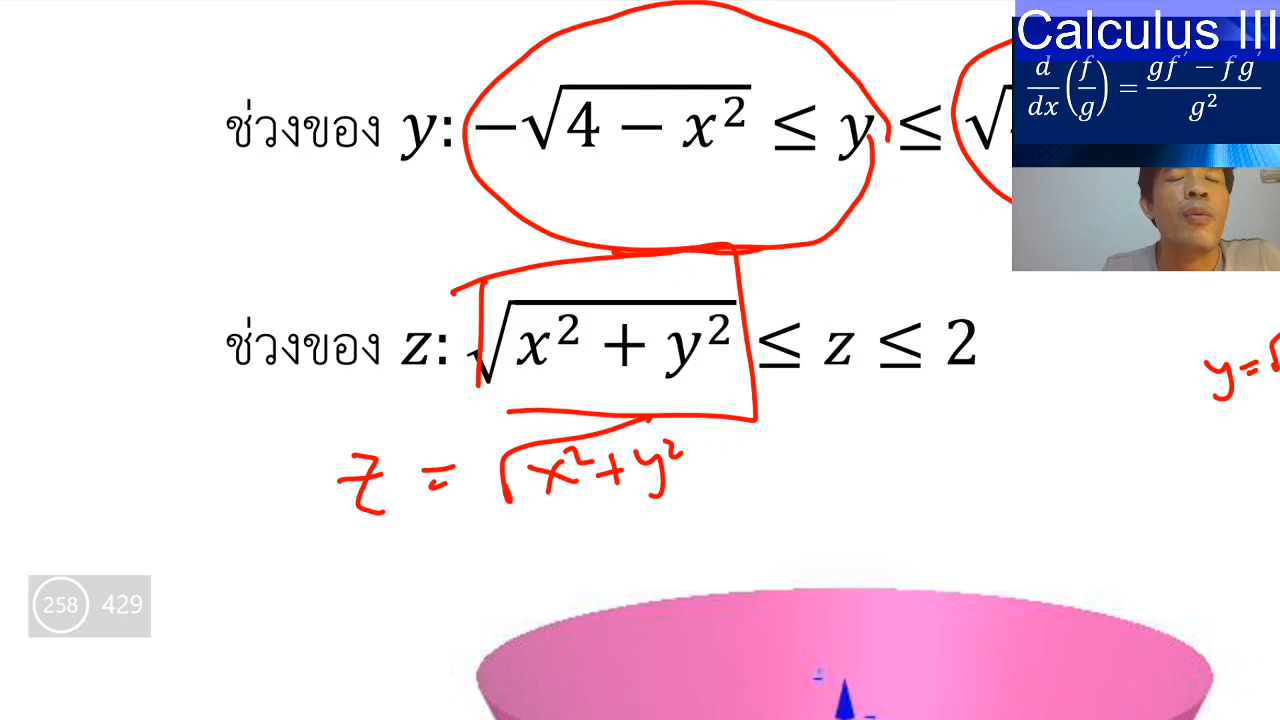 Calculus III
d/dx (f/g) = (gf′ − fg′)/g²
ช่วงของ y: −√(4 − x²) ≤ y ≤ √
ช่วงของ z: √(x² + y²) ≤ z ≤ 2
y = √
z = √(x² + y²)
258 429